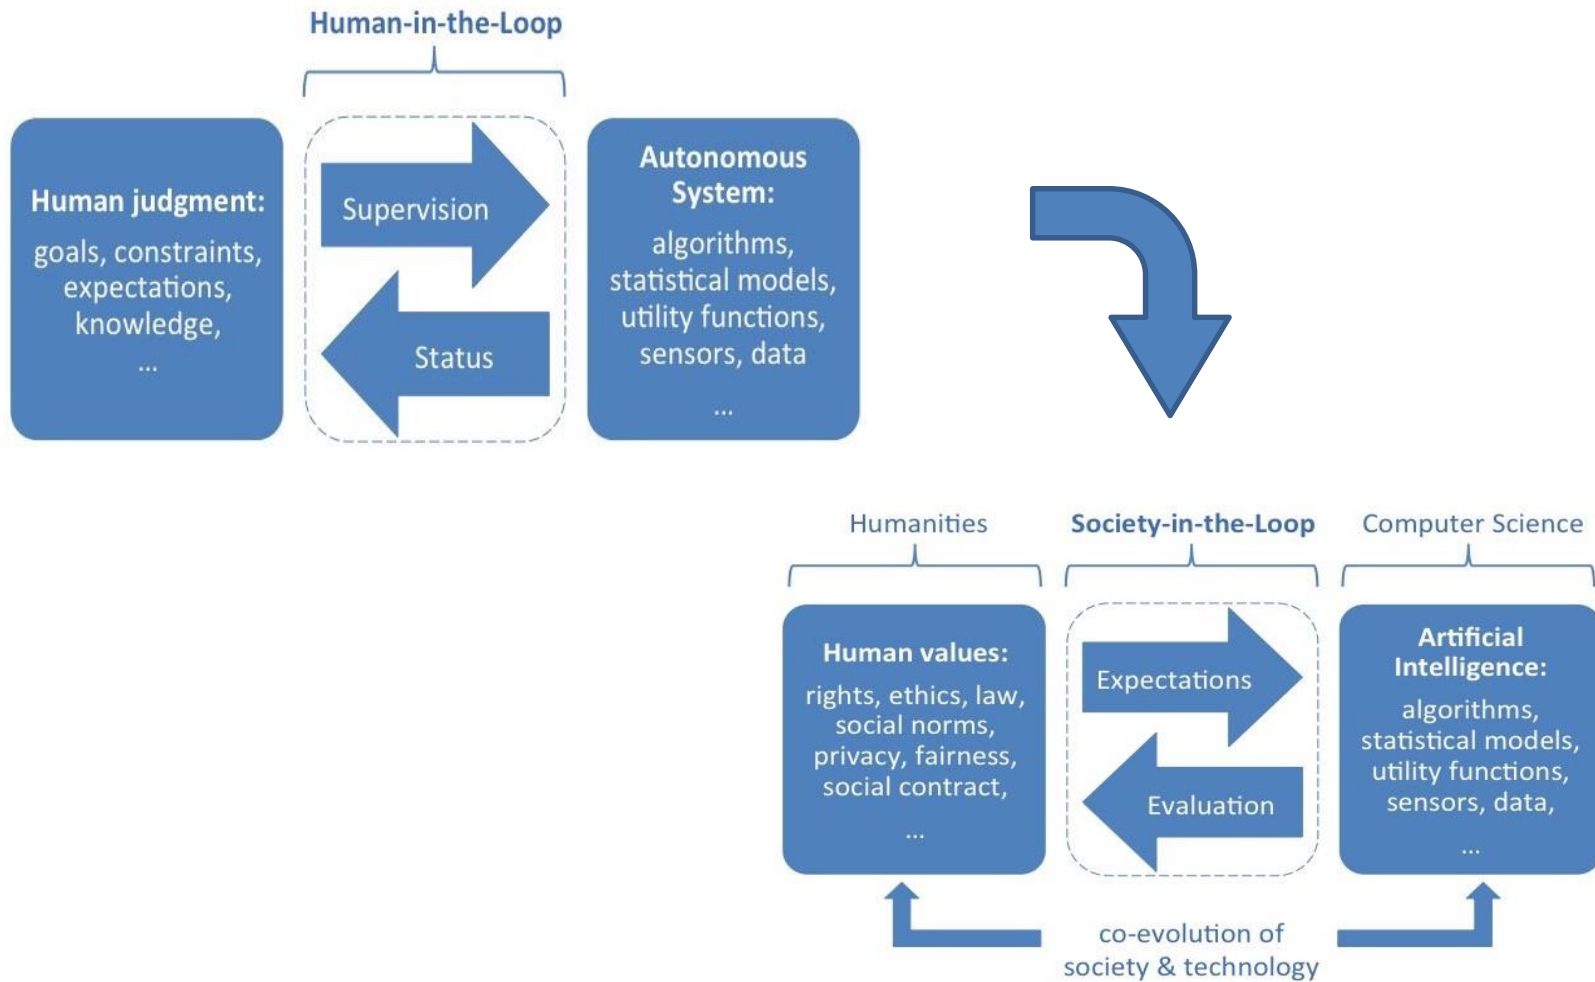 Human-in-the-Loop
Human judgment:
goals, constraints,
expectations,
knowledge,
...
Supervision
Status
Autonomous
System:
algorithms,
statistical models,
utility functions,
sensors, data
...
Humanities
Society-in-the-Loop
Computer Science
Human values:
rights, ethics, law,
social norms,
privacy, fairness,
social contract,
...
Expectations
Evaluation
Artificial
Intelligence:
algorithms,
statistical models,
utility functions,
sensors, data,
...
co-evolution of
society & technology